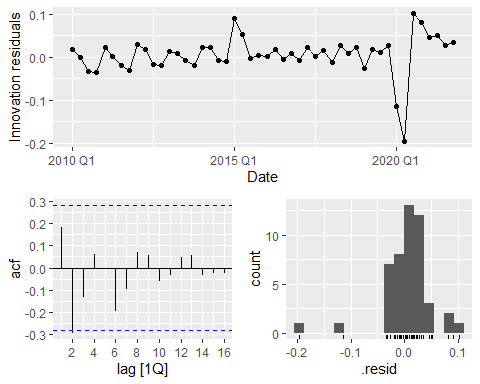 Innovation residuals
0.1
0.0
-0.1
-0.2
2010 Q1 2015 Q1 2020 Q1
Date
acf
0.3
0.2
0.1
0.0
-0.1
-0.2
-0.3
2 4 6 8 10 12 14 16
lag [1Q]
count
10
5
0
-0.2 -0.1 0.0 0.1
.resid